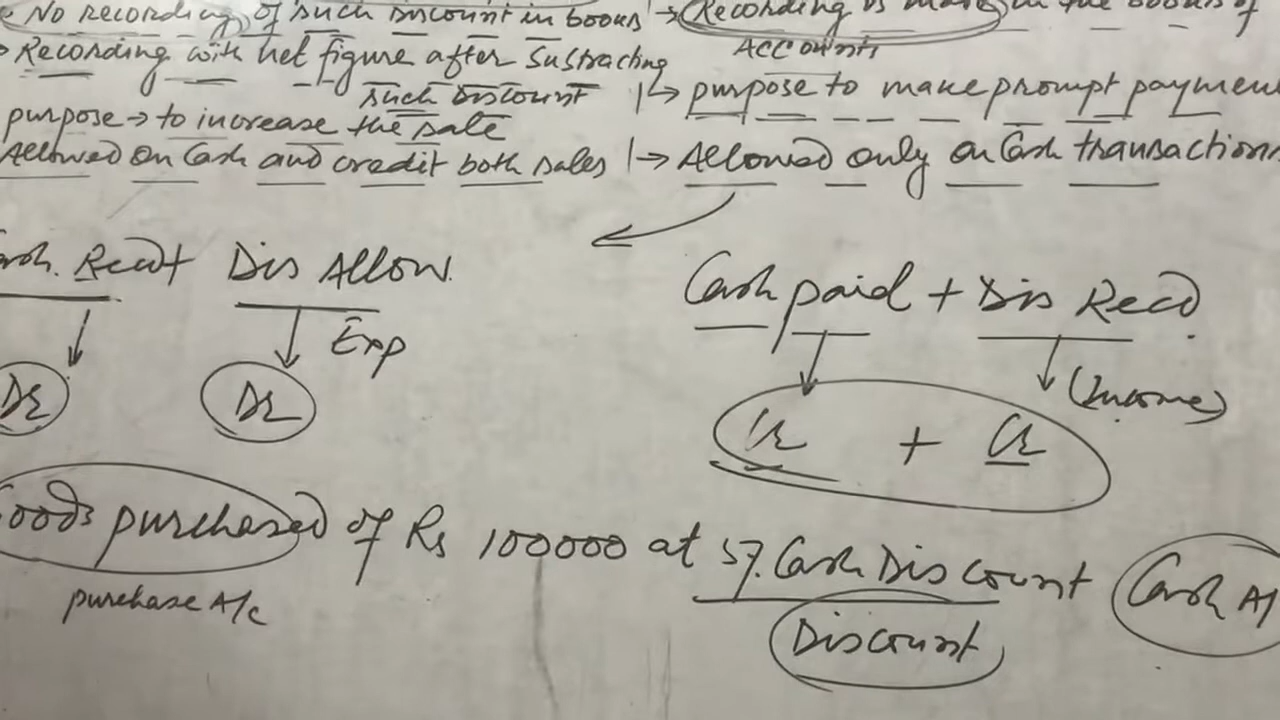 No recording of such Discount in books → Recording is made in the books of Accounts
Recording with net figure after Substracting such Discount
↳ purpose to make prompt payment
purpose → to increase the sale
Allowed on Cash and credit both sales
→ Allowed only on Cash transactions
Dis Allow.
Cash paid + Dis Recd
Exp
(Income)
Dr Dr
Cr + Cr
Goods purchased of Rs 100000 at 5% Cash Discount Cash A/
purchase A/c
Discount